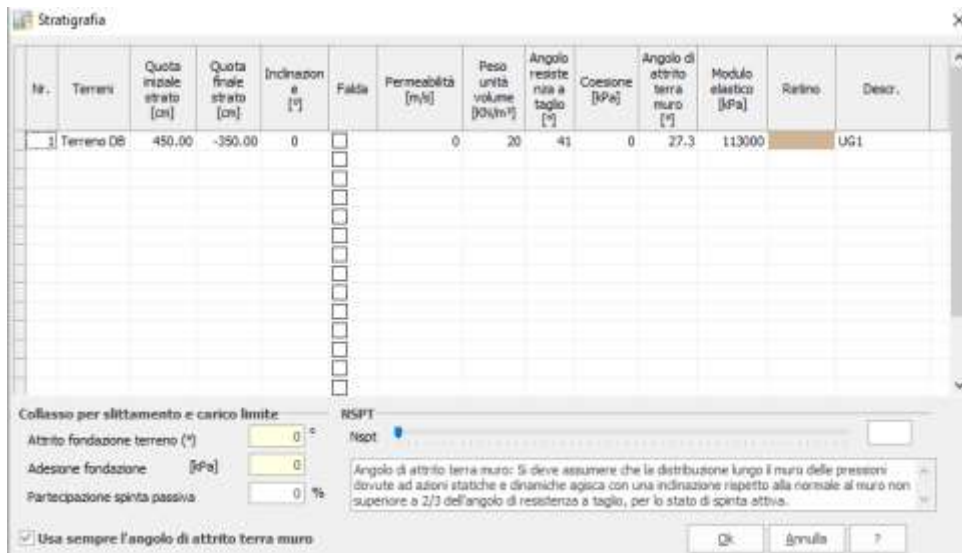 Stratigrafia
Nr. Terreni Quota iniziale strato [cm] Quota finale strato [cm] Inclinazion e [°] Falda Permeabilità [m/s] Peso unità volume [KN/m³] Angolo resiste nza a taglio [°] Coesione [kPa] Angolo di attrito terra muro [°] Modulo elastico [kPa] Retino Descr.
1 Terreno DB 450.00 -350.00 0 0 20 41 0 27.3 113000 UG1
Collasso per slittamento e carico limite
Attrito fondazione terreno (°) 0 °
Adesione fondazione [kPa] 0
Partecipazione spinta passiva 0 %
NSPT
Nspt
Angolo di attrito terra muro: Si deve assumere che la distribuzione lungo il muro delle pressioni
dovute ad azioni statiche e dinamiche agisca con una inclinazione rispetto alla normale al muro non
superiore a 2/3 dell'angolo di resistenza a taglio, per lo stato di spinta attiva.
Usa sempre l'angolo di attrito terra muro
Ok Annulla ?